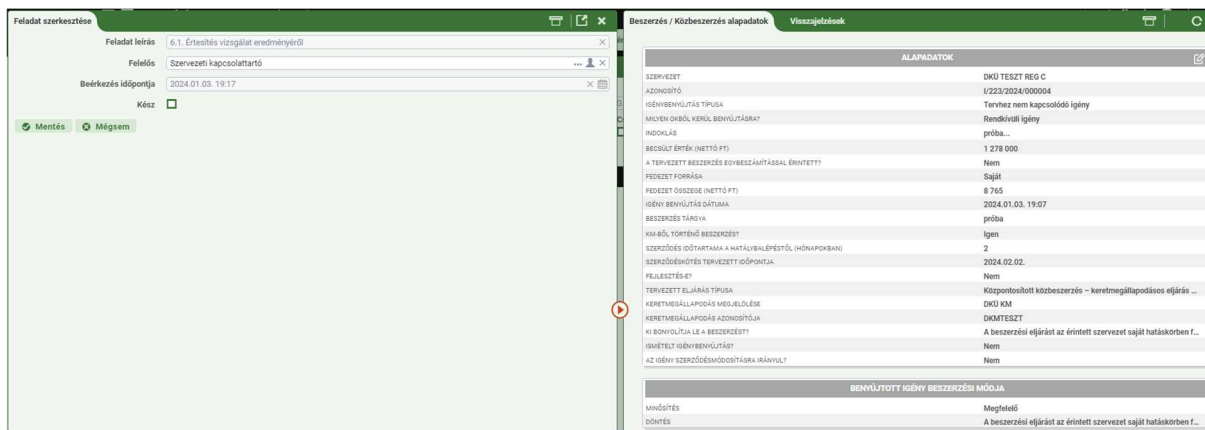 Feladat szerkesztése
Feladat leírás 6.1. Értesítés vizsgálat eredményéről
Felelős Szervezeti kapcsolattartó
Beérkezés időpontja 2024.01.03. 19:17
Kész
Mentés Mégsem
Beszerzés / Közbeszerzés alapadatok Visszajelzések
ALAPADATOK
SZERVEZET DKÜ TESZT REG C
AZONOSÍTÓ I/223/2024/000004
IGÉNYBENYÚJTÁS TÍPUSA Tervhez nem kapcsolódó igény
MILYEN OKBÓL KERÜL BENYÚJTÁSRA? Rendkívüli igény
INDOKLÁS próba...
BECSÜLT ÉRTÉK (NETTÓ FT) 1 278 000
A TERVEZETT BESZERZÉS EGYBESZÁMÍTÁSSAL ÉRINTETT? Nem
FEDEZET FORRÁSA Saját
FEDEZET ÖSSZEGE (NETTÓ FT) 8 765
IGÉNY BENYÚJTÁS DÁTUMA 2024.01.03. 19:07
BESZERZÉS TÁRGYA próba
KM-BŐL TÖRTÉNŐ BESZERZÉS? Igen
SZERZŐDÉS IDŐTARTAMA A HATÁLYBALÉPÉSTŐL (HÓNAPOKBAN) 2
SZERZŐDÉSKÖTÉS TERVEZETT IDŐPONTJA 2024.02.02.
FEJLESZTÉS-E? Nem
TERVEZETT ELJÁRÁS TÍPUSA Központosított közbeszerzés – keretmegállapodásos eljárás ...
KERETMEGÁLLAPODÁS MEGJELÖLÉSE DKÜ KM
KERETMEGÁLLAPODÁS AZONOSÍTÓJA DKMTESZT
KI BONYOLÍTJA LE A BESZERZÉST? A beszerzési eljárást az érintett szervezet saját hatáskörben f...
ISMÉTELT IGÉNYBENYÚJTÁS? Nem
AZ IGÉNY SZERZŐDÉSMÓDOSÍTÁSRA IRÁNYUL? Nem
BENYÚJTOTT IGÉNY BESZERZÉSI MÓDJA
MINŐSÍTÉS Megfelelő
DÖNTÉS A beszerzési eljárást az érintett szervezet saját hatáskörben f...